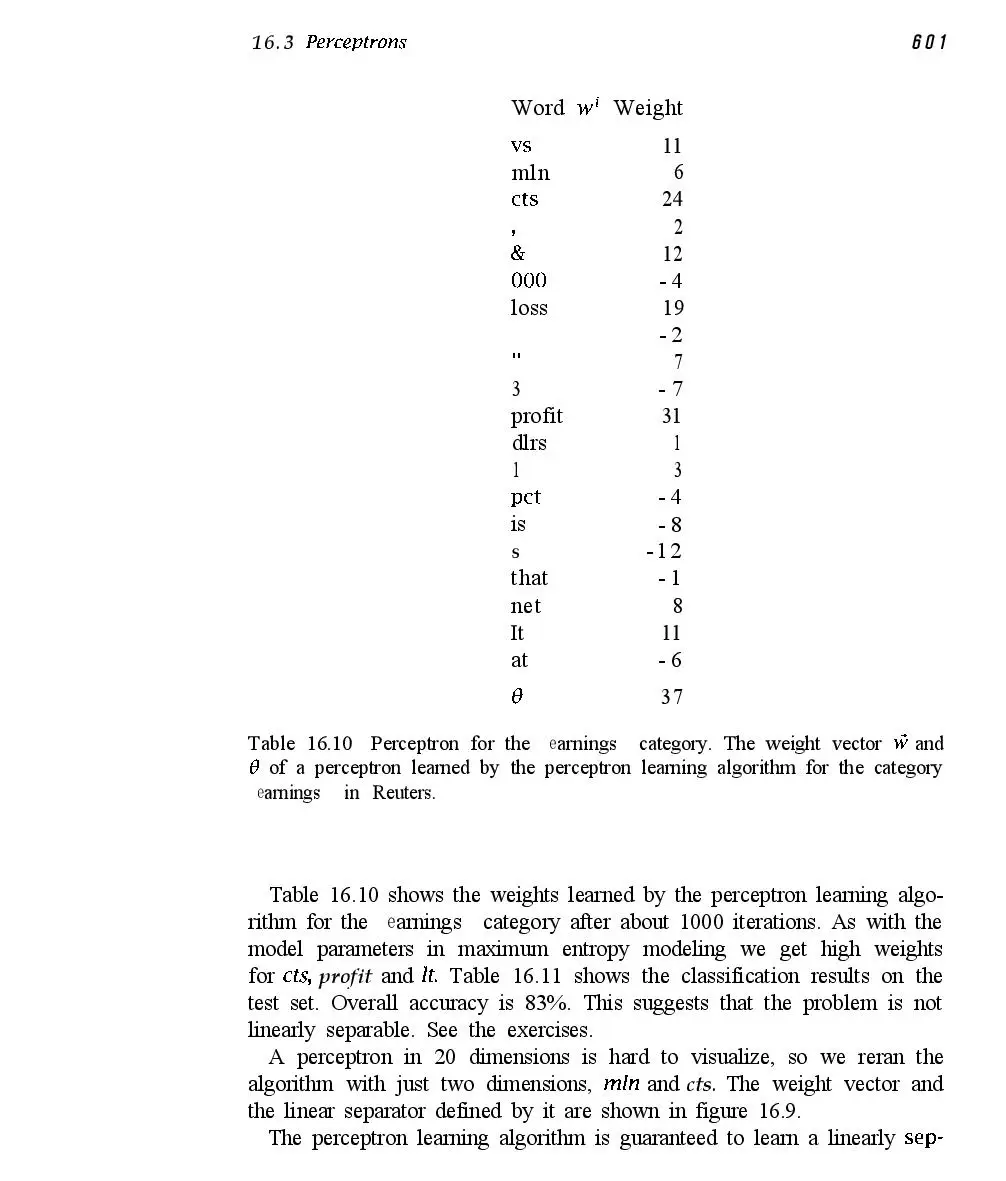 16.3 Perceptrons 601
Word w^i Weight
vs 11
mln 6
cts 24
, 2
& 12
000 - 4
loss 19
- 2
" 7
3 - 7
profit 31
dlrs 1
1 3
pct - 4
is - 8
s -12
that - 1
net 8
It 11
at - 6
θ 37
Table 16.10 Perceptron for the earnings category. The weight vector w⃗ and
θ of a perceptron learned by the perceptron learning algorithm for the category
earnings in Reuters.
Table 16.10 shows the weights learned by the perceptron learning algo-
rithm for the earnings category after about 1000 iterations. As with the
model parameters in maximum entropy modeling we get high weights
for cts, profit and lt. Table 16.11 shows the classification results on the
test set. Overall accuracy is 83%. This suggests that the problem is not
linearly separable. See the exercises.
A perceptron in 20 dimensions is hard to visualize, so we reran the
algorithm with just two dimensions, mln and cts. The weight vector and
the linear separator defined by it are shown in figure 16.9.
The perceptron learning algorithm is guaranteed to learn a linearly sep-